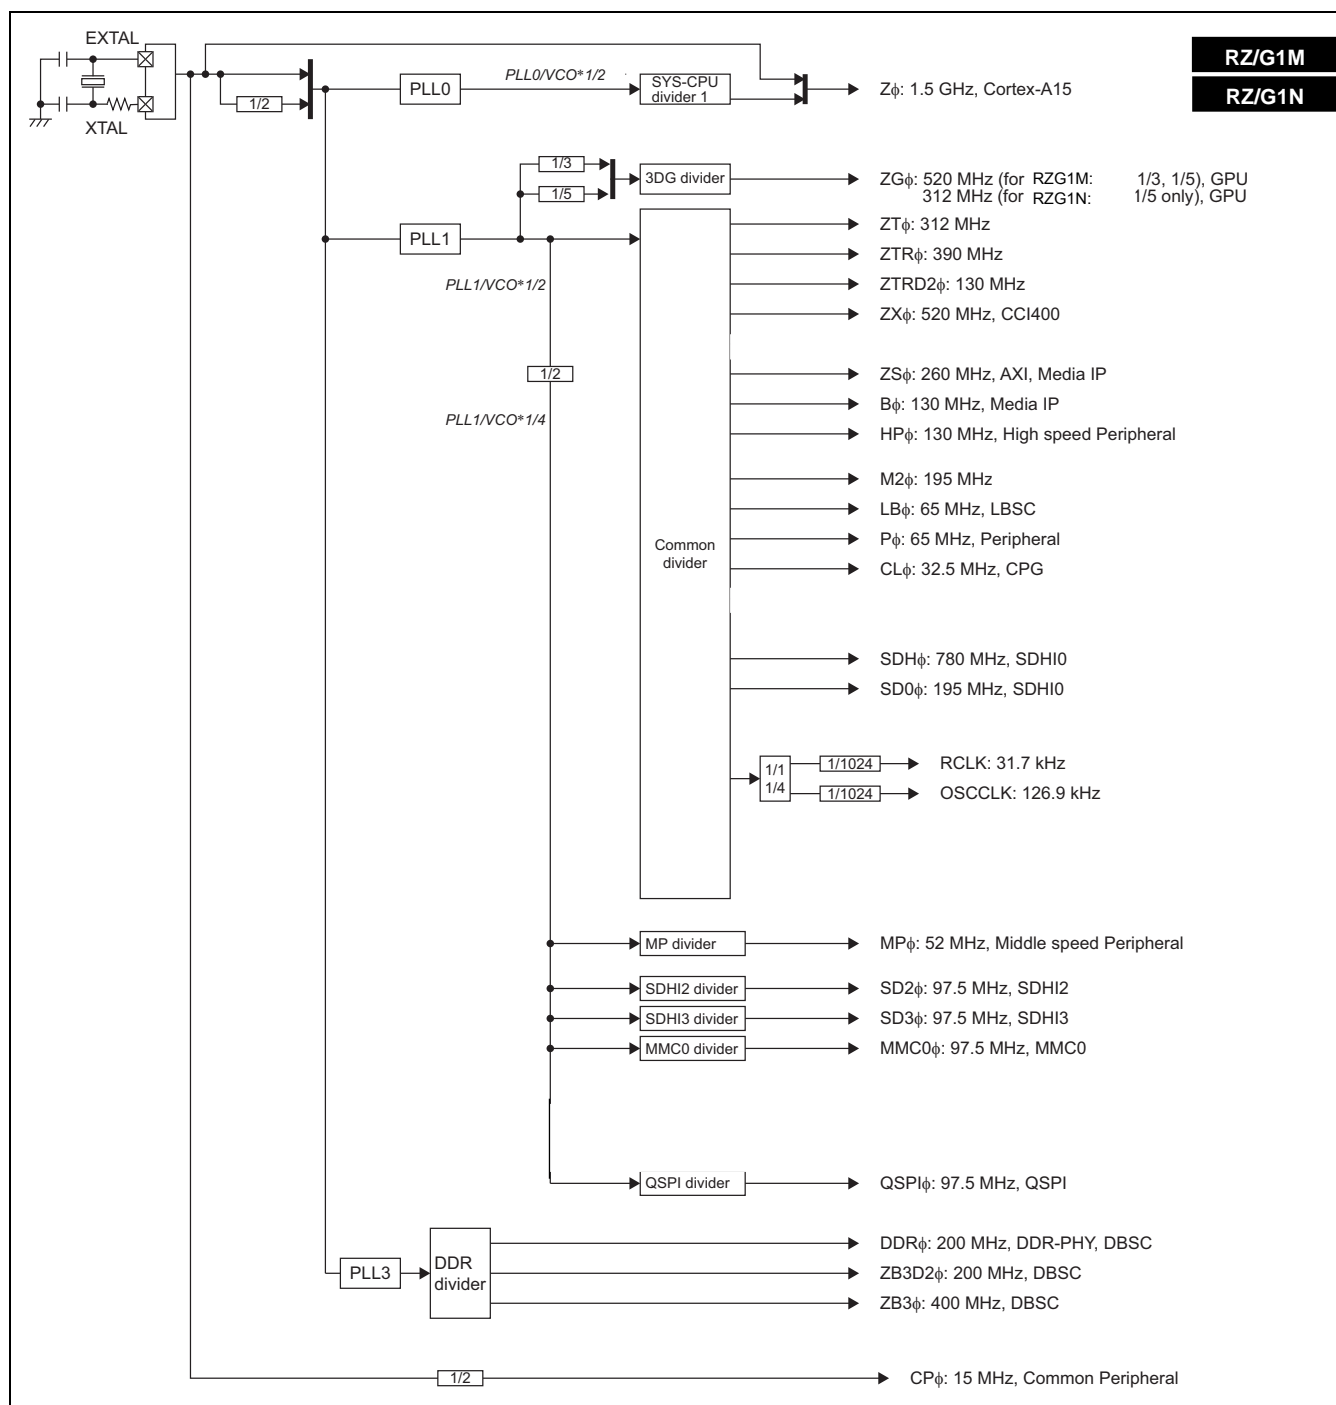 EXTAL
XTAL
1/2
PLL0
PLL0/VCO*1/2
SYS-CPU
divider 1
Zϕ: 1.5 GHz, Cortex-A15
RZ/G1M
RZ/G1N
1/3
1/5
3DG divider
ZGϕ: 520 MHz (for RZG1M: 1/3, 1/5), GPU
312 MHz (for RZG1N: 1/5 only), GPU
PLL1
PLL1/VCO*1/2
1/2
PLL1/VCO*1/4
Common
divider
ZTϕ: 312 MHz
ZTRϕ: 390 MHz
ZTRD2ϕ: 130 MHz
ZXϕ: 520 MHz, CCI400
ZSϕ: 260 MHz, AXI, Media IP
Bϕ: 130 MHz, Media IP
HPϕ: 130 MHz, High speed Peripheral
M2ϕ: 195 MHz
LBϕ: 65 MHz, LBSC
Pϕ: 65 MHz, Peripheral
CLϕ: 32.5 MHz, CPG
SDHϕ: 780 MHz, SDHI0
SD0ϕ: 195 MHz, SDHI0
1/1
1/4
1/1024
RCLK: 31.7 kHz
1/1024
OSCCLK: 126.9 kHz
MP divider
MPϕ: 52 MHz, Middle speed Peripheral
SDHI2 divider
SD2ϕ: 97.5 MHz, SDHI2
SDHI3 divider
SD3ϕ: 97.5 MHz, SDHI3
MMC0 divider
MMC0ϕ: 97.5 MHz, MMC0
QSPI divider
QSPIϕ: 97.5 MHz, QSPI
PLL3
DDR
divider
DDRϕ: 200 MHz, DDR-PHY, DBSC
ZB3D2ϕ: 200 MHz, DBSC
ZB3ϕ: 400 MHz, DBSC
1/2
CPϕ: 15 MHz, Common Peripheral